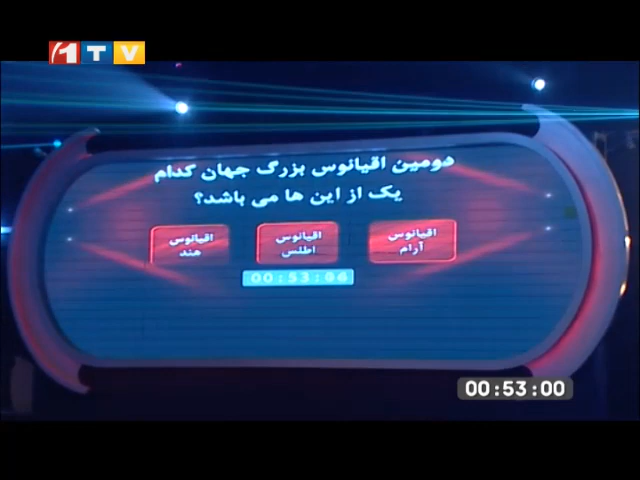 1TV
دومین اقیانوس بزرگ جهان کدام
یک از این ها می باشد؟
اقیانوس
آرام
اقیانوس
اطلس
اقیانوس
هند
00:53:06
00:53:00